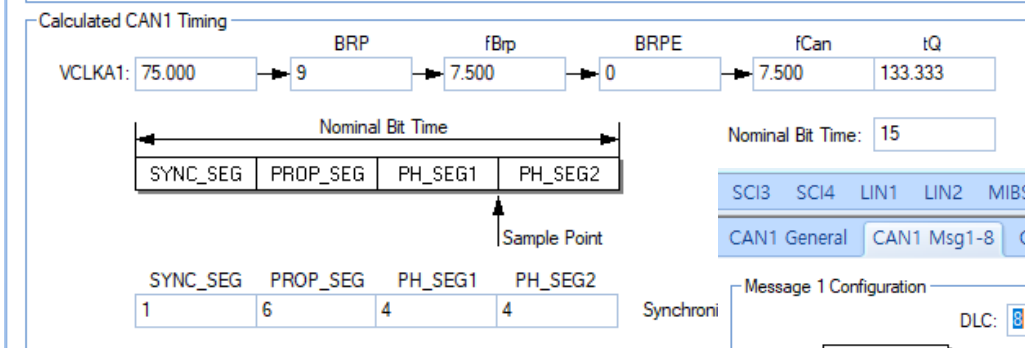 Calculated CAN1 Timing
BRP fBrp BRPE fCan tQ
VCLKA1: 75.000 9 7.500 0 7.500 133.333
Nominal Bit Time
Nominal Bit Time: 15
SYNC_SEG PROP_SEG PH_SEG1 PH_SEG2
SCI3 SCI4 LIN1 LIN2 MIBS
Sample Point
CAN1 General CAN1 Msg1-8
SYNC_SEG PROP_SEG PH_SEG1 PH_SEG2
Message 1 Configuration
1 6 4 4 Synchroni
DLC: 8